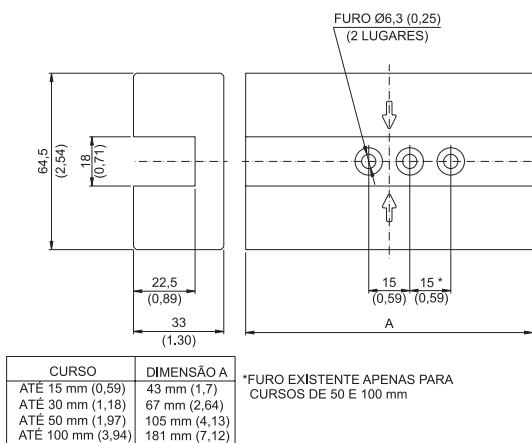 FURO Ø6,3 (0,25)
(2 LUGARES)
64,5
(2,54)
18
(0,71)
22,5
(0,89)
33
(1.30)
15
(0,59)
15 *
(0,59)
A
CURSO DIMENSÃO A
ATÉ 15 mm (0,59) 43 mm (1,7)
ATÉ 30 mm (1,18) 67 mm (2,64)
ATÉ 50 mm (1,97) 105 mm (4,13)
ATÉ 100 mm (3,94) 181 mm (7,12)
*FURO EXISTENTE APENAS PARA
CURSOS DE 50 E 100 mm